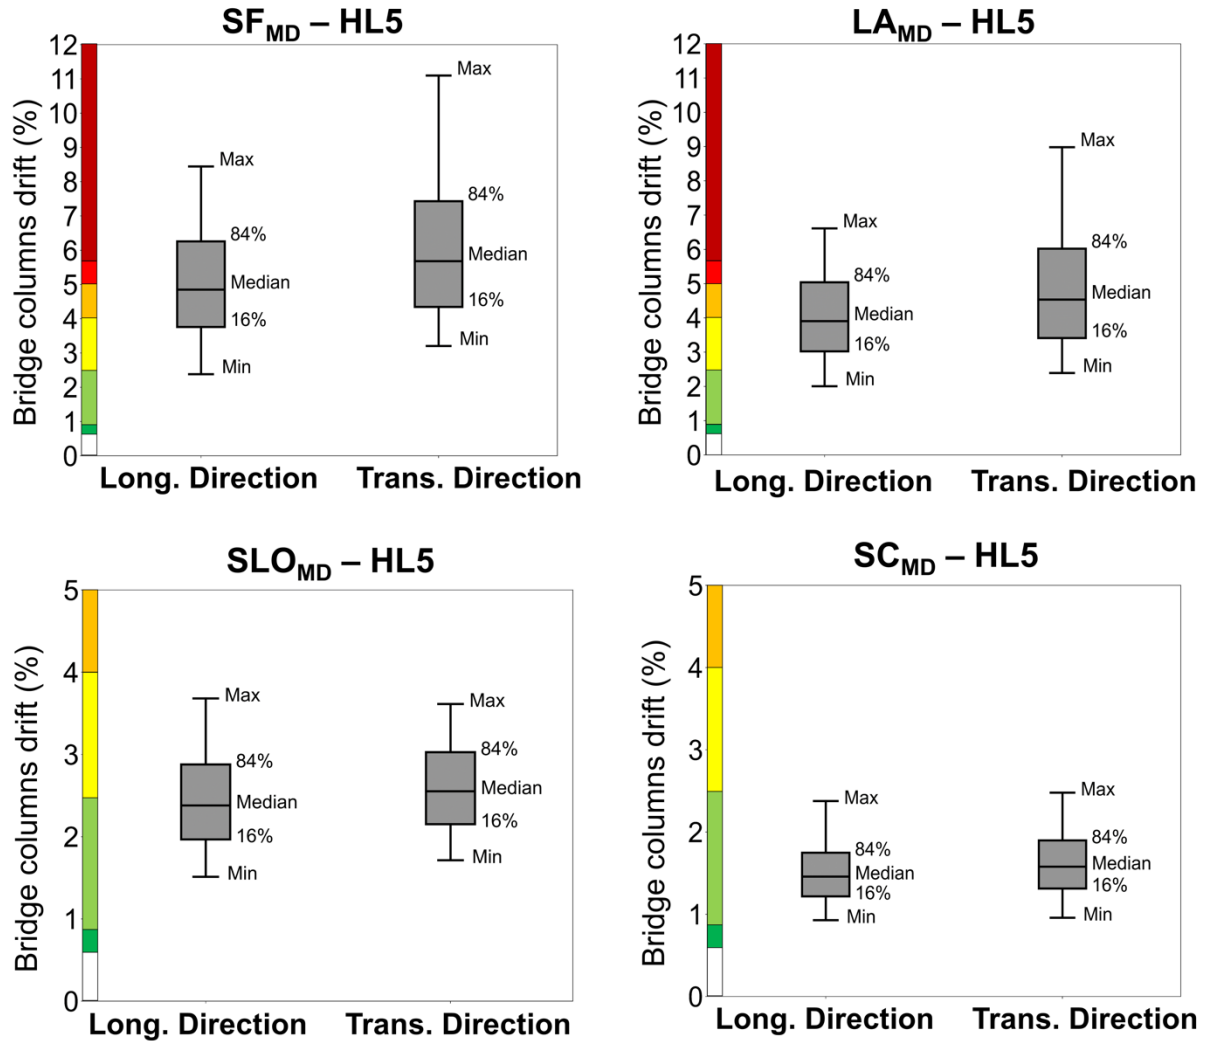 SF_MD – HL5
Bridge columns drift (%)
12
11
10
9
8
7
6
5
4
3
2
1
0
Max
84%
Median
16%
Min
Max
84%
Median
16%
Min
Long. Direction
Trans. Direction
LA_MD – HL5
Bridge columns drift (%)
12
11
10
9
8
7
6
5
4
3
2
1
0
Max
84%
Median
16%
Min
Max
84%
Median
16%
Min
Long. Direction
Trans. Direction
SLO_MD – HL5
Bridge columns drift (%)
5
4
3
2
1
0
Max
84%
Median
16%
Min
Max
84%
Median
16%
Min
Long. Direction
Trans. Direction
SC_MD – HL5
Bridge columns drift (%)
5
4
3
2
1
0
Max
84%
Median
16%
Min
Max
84%
Median
16%
Min
Long. Direction
Trans. Direction